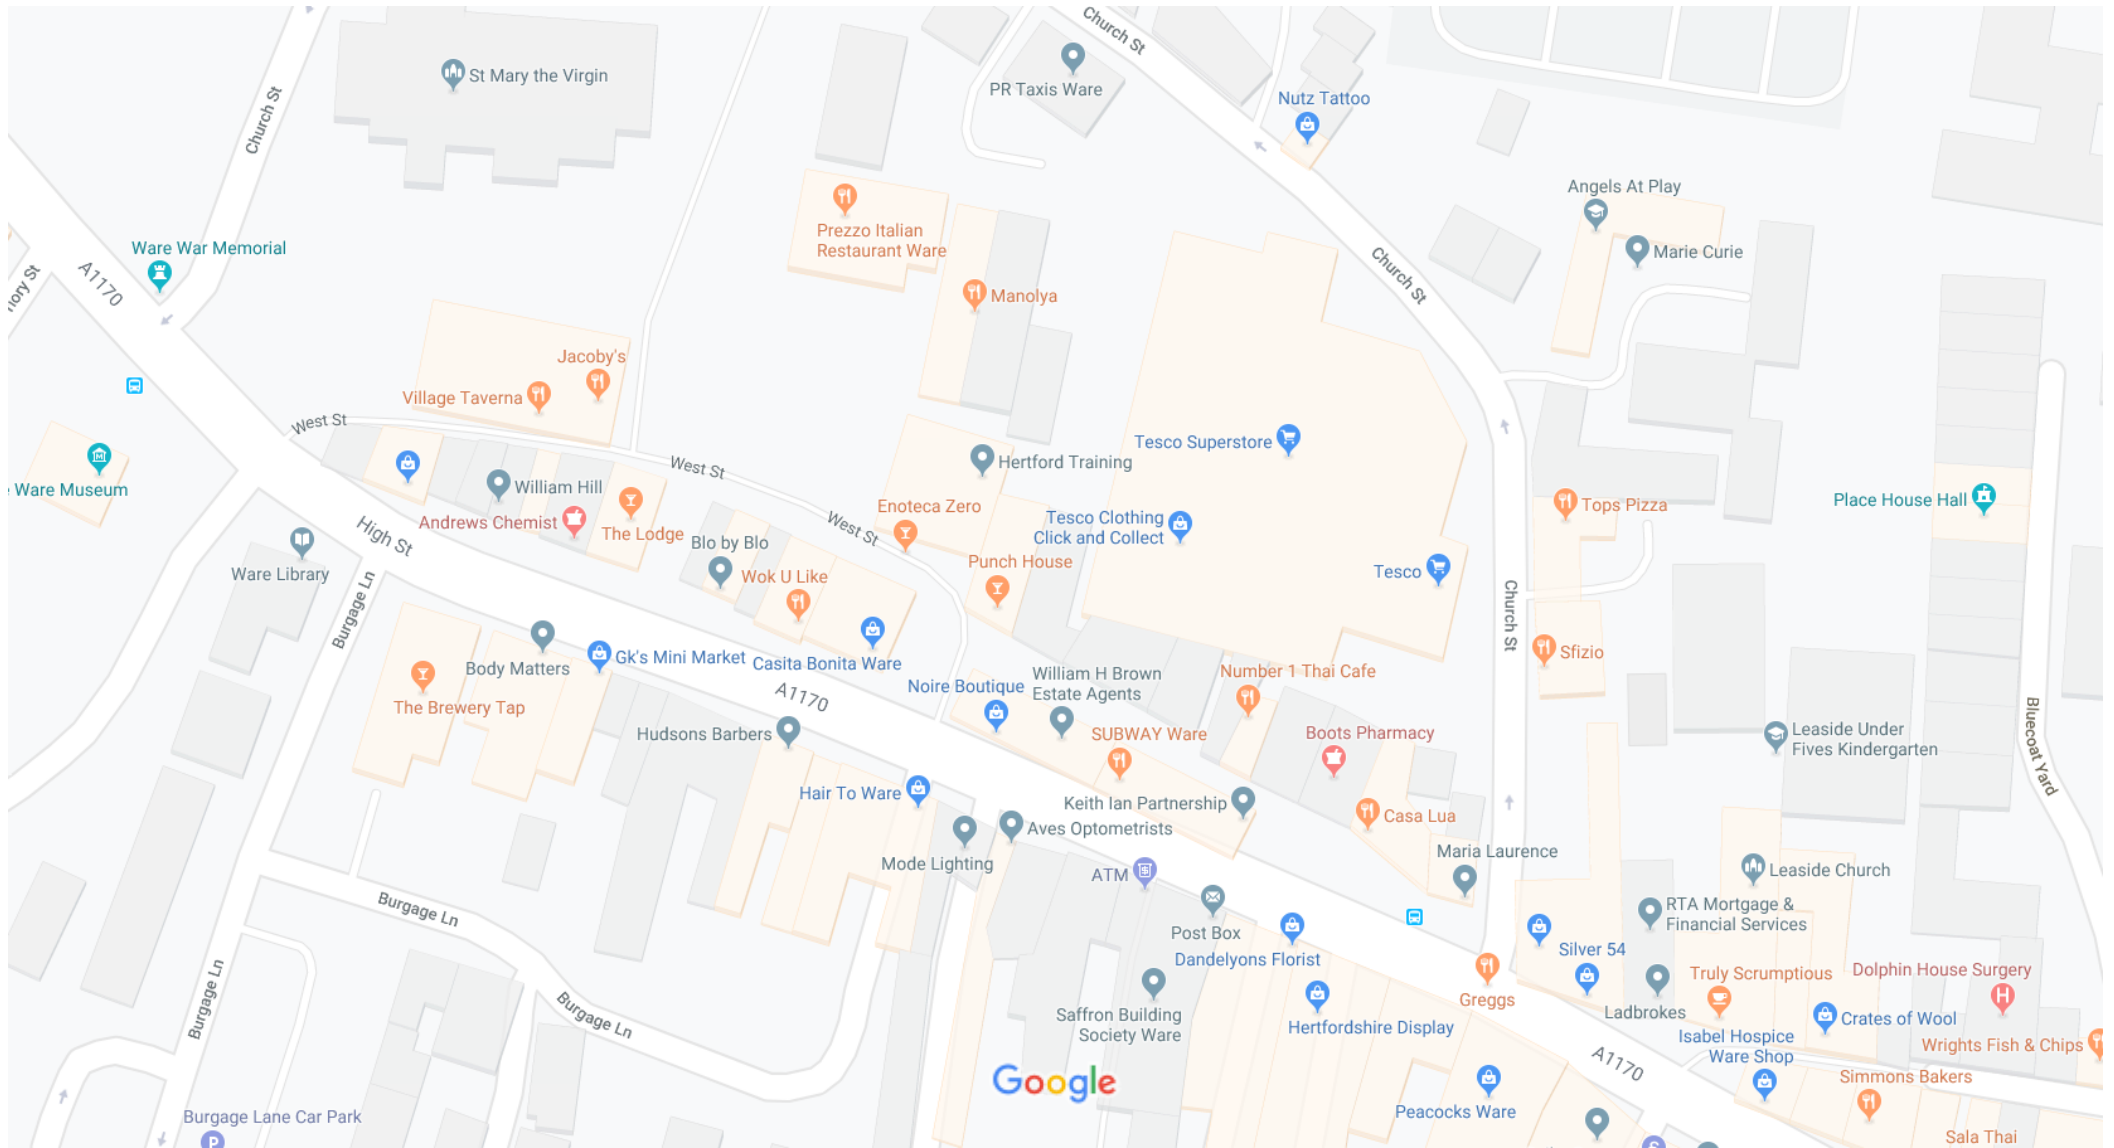 Church St
St Mary the Virgin
PR Taxis Ware
Church St
Nutz Tattoo
Angels At Play
Marie Curie
Ware War Memorial
A1170
Prezzo Italian
Restaurant Ware
Manolya
Church St
Jacoby's
Village Taverna
West St
West St
West St
Ware Museum
William Hill
Andrews Chemist
The Lodge
Hertford Training
Enoteca Zero
Punch House
Tesco Superstore
Tesco Clothing
Click and Collect
Tesco
Tops Pizza
Place House Hall
High St
Ware Library
Burgage Ln
Blo by Blo
Wok U Like
Casita Bonita Ware
Church St
Sfizio
Body Matters
Gk's Mini Market
The Brewery Tap
A1170
Noire Boutique
William H Brown
Estate Agents
Number 1 Thai Cafe
Hudsons Barbers
SUBWAY Ware
Boots Pharmacy
Leaside Under
Fives Kindergarten
Bluecoat Yard
Hair To Ware
Keith Ian Partnership
Aves Optometrists
Casa Lua
Mode Lighting
Maria Laurence
ATM
Leaside Church
Burgage Ln
Post Box
RTA Mortgage &
Financial Services
Dandelyons Florist
Silver 54
Greggs
Truly Scrumptious
Dolphin House Surgery
Ladbrokes
Burgage Ln
Burgage Ln
Saffron Building
Society Ware
Hertfordshire Display
Isabel Hospice
Ware Shop
Crates of Wool
Wrights Fish & Chips
A1170
Google
Simmons Bakers
Peacocks Ware
Burgage Lane Car Park
P
Sala Thai